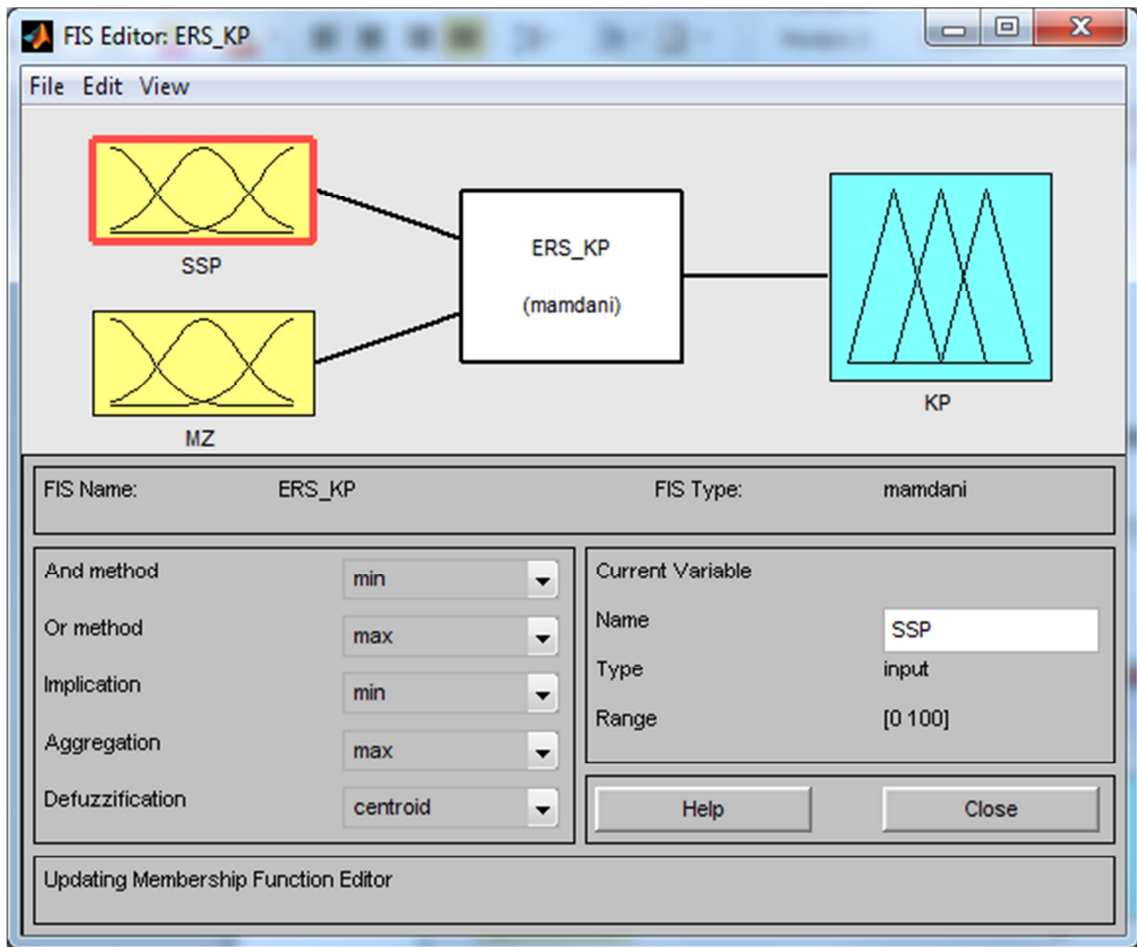 FIS Editor: ERS_KP
File Edit View
SSP
MZ
ERS_KP
(mamdani)
KP
FIS Name: ERS_KP FIS Type: mamdani
And method min
Or method max
Implication min
Aggregation max
Defuzzification centroid
Current Variable
Name SSP
Type input
Range [0 100]
Help Close
Updating Membership Function Editor